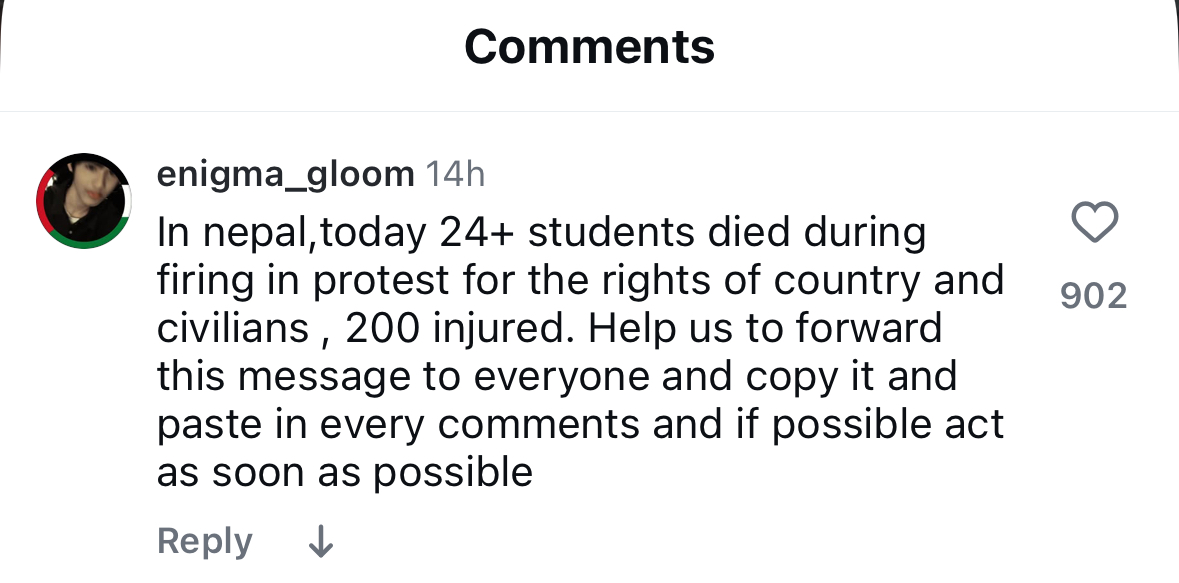 Comments
enigma_gloom 14h
In nepal,today 24+ students died during
firing in protest for the rights of country and
civilians , 200 injured. Help us to forward
this message to everyone and copy it and
paste in every comments and if possible act
as soon as possible
902
Reply